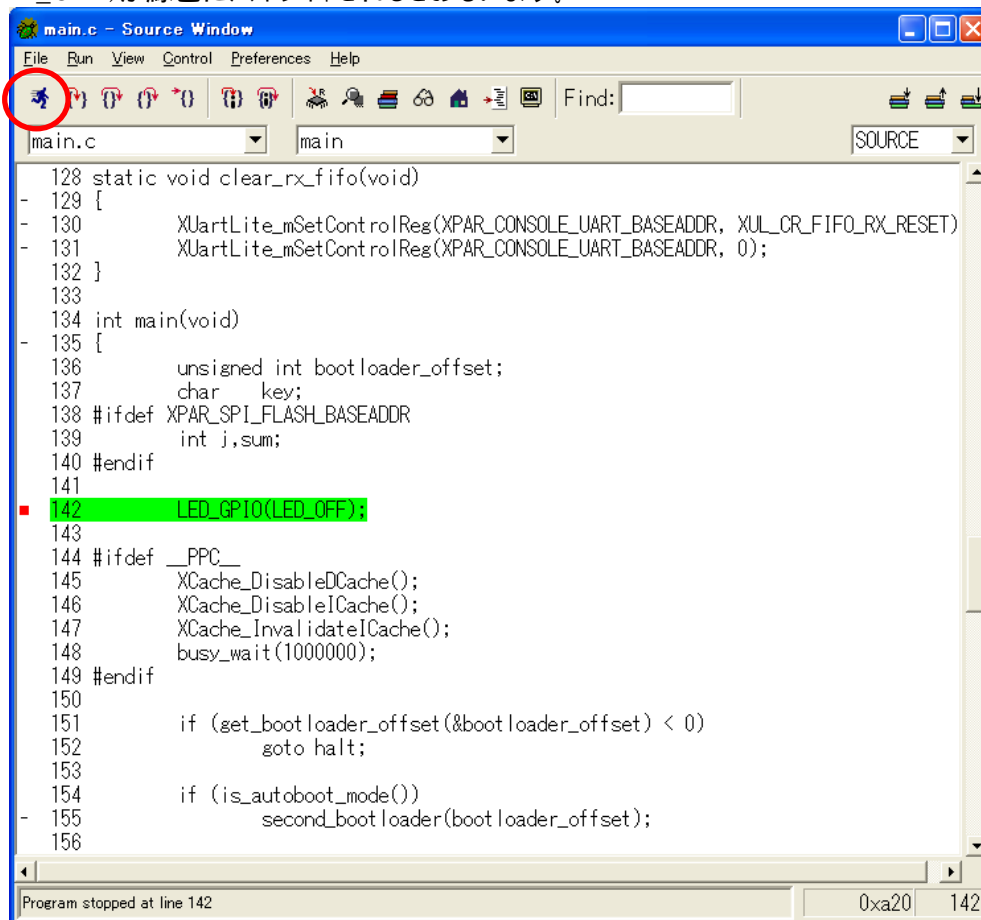 main.c - Source Window
File Run View Control Preferences Help
Find:
main.c main SOURCE
128 static void clear_rx_fifo(void)
- 129 {
- 130 XUartLite_mSetControlReg(XPAR_CONSOLE_UART_BASEADDR, XUL_CR_FIFO_RX_RESET)
- 131 XUartLite_mSetControlReg(XPAR_CONSOLE_UART_BASEADDR, 0);
132 }
133
134 int main(void)
- 135 {
136 unsigned int bootloader_offset;
137 char key;
138 #ifdef XPAR_SPI_FLASH_BASEADDR
139 int j,sum;
140 #endif
141
142 LED_GPIO(LED_OFF);
143
144 #ifdef __PPC__
145 XCache_DisableDCache();
146 XCache_DisableICache();
147 XCache_InvalidateICache();
148 busy_wait(1000000);
149 #endif
150
151 if (get_bootloader_offset(&bootloader_offset) < 0)
152 goto halt;
153
154 if (is_autoboot_mode())
- 155 second_bootloader(bootloader_offset);
156
Program stopped at line 142 0xa20 142